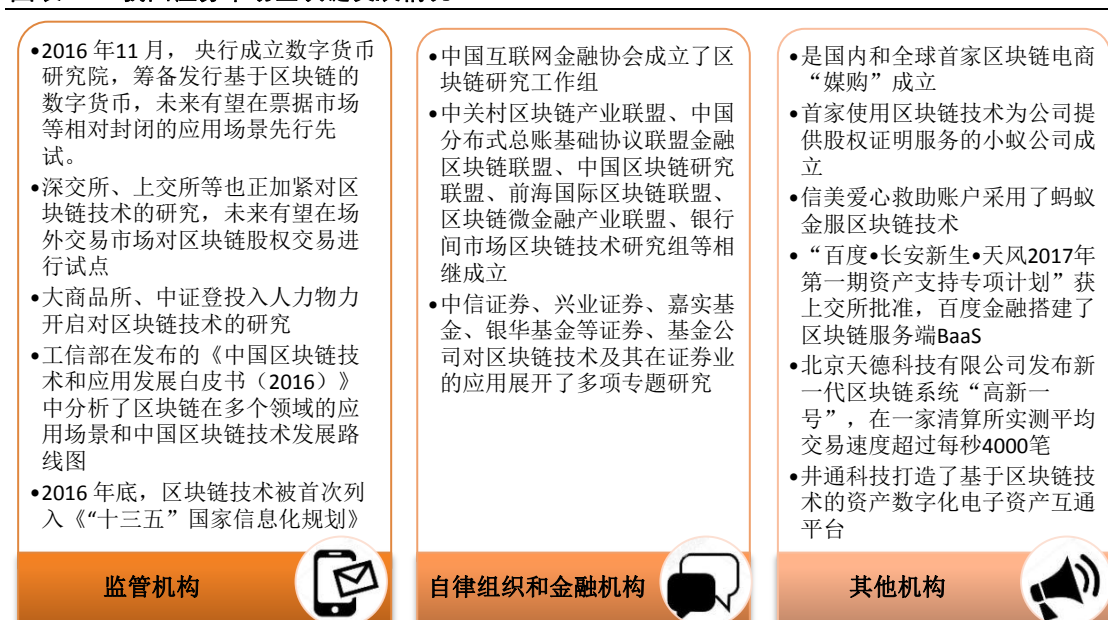 •2016 年11 月， 央行成立数字货币
研究院，筹备发行基于区块链的
数字货币，未来有望在票据市场
等相对封闭的应用场景先行先
试。
•深交所、上交所等也正加紧对区
块链技术的研究，未来有望在场
外交易市场对区块链股权交易进
行试点
•大商品所、中证登投入人力物力
开启对区块链技术的研究
•工信部在发布的《中国区块链技
术和应用发展白皮书（2016）》
中分析了区块链在多个领域的应
用场景和中国区块链技术发展路
线图
•2016 年底，区块链技术被首次列
入《“十三五”国家信息化规划》
监管机构
•中国互联网金融协会成立了区
块链研究工作组
•中关村区块链产业联盟、中国
分布式总账基础协议联盟金融
区块链联盟、中国区块链研究
联盟、前海国际区块链联盟、
区块链微金融产业联盟、银行
间市场区块链技术研究组等相
继成立
•中信证券、兴业证券、嘉实基
金、银华基金等证券、基金公
司对区块链技术及其在证券业
的应用展开了多项专题研究
自律组织和金融机构
•是国内和全球首家区块链电商
“媒购”成立
•首家使用区块链技术为公司提
供股权证明服务的小蚁公司成
立
•信美爱心救助账户采用了蚂蚁
金服区块链技术
•“百度•长安新生•天风2017年
第一期资产支持专项计划”获
上交所批准，百度金融搭建了
区块链服务端BaaS
•北京天德科技有限公司发布新
一代区块链系统“高新一
号”，在一家清算所实测平均
交易速度超过每秒4000笔
•井通科技打造了基于区块链技
术的资产数字化电子资产互通
平台
其他机构